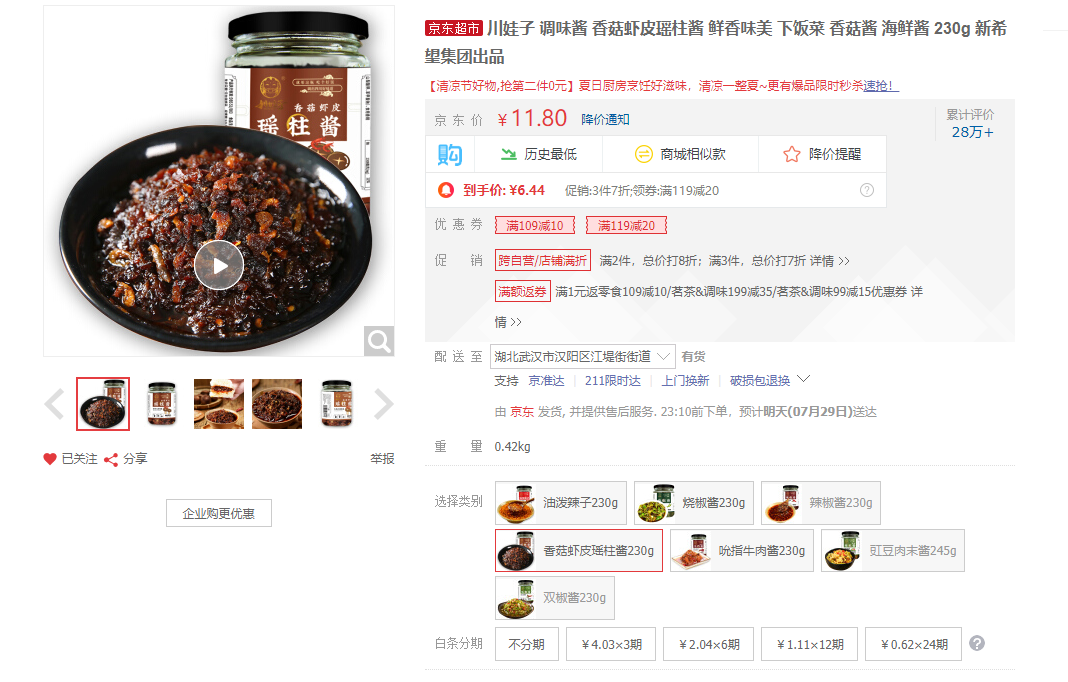 香菇虾皮
瑶柱酱
京东超市 川娃子 调味酱 香菇虾皮瑶柱酱 鲜香味美 下饭菜 香菇酱 海鲜酱 230g 新希
望集团出品
【清凉节好物,抢第二件0元】夏日厨房烹饪好滋味，清凉一整夏~更有爆品限时秒杀速抢！
京 东 价 ￥11.80 降价通知
累计评价
28万+
购 历史最低 商城相似款 降价提醒
到手价: ¥6.44 促销:3件7折;领券:满119减20 ?
优 惠 券 满109减10 满119减20
促 销 跨自营/店铺满折 满2件，总价打8折；满3件，总价打7折 详情 >>
满额返券 满1元返零食109减10/茗茶&调味199减35/茗茶&调味99减15优惠券 详
情 >>
配 送 至 湖北武汉市汉阳区江堤街街道 有货
支持 京准达 211限时达 上门换新 破损包退换
由 京东 发货, 并提供售后服务. 23:10前下单，预计明天(07月29日)送达
重 量 0.42kg
已关注 分享 举报
企业购更优惠
选择类别 油泼辣子230g 烧椒酱230g 辣椒酱230g
香菇虾皮瑶柱酱230g 吮指牛肉酱230g 豇豆肉末酱245g
双椒酱230g
白条分期 不分期 ￥4.03×3期 ￥2.04×6期 ￥1.11×12期 ￥0.62×24期 ?